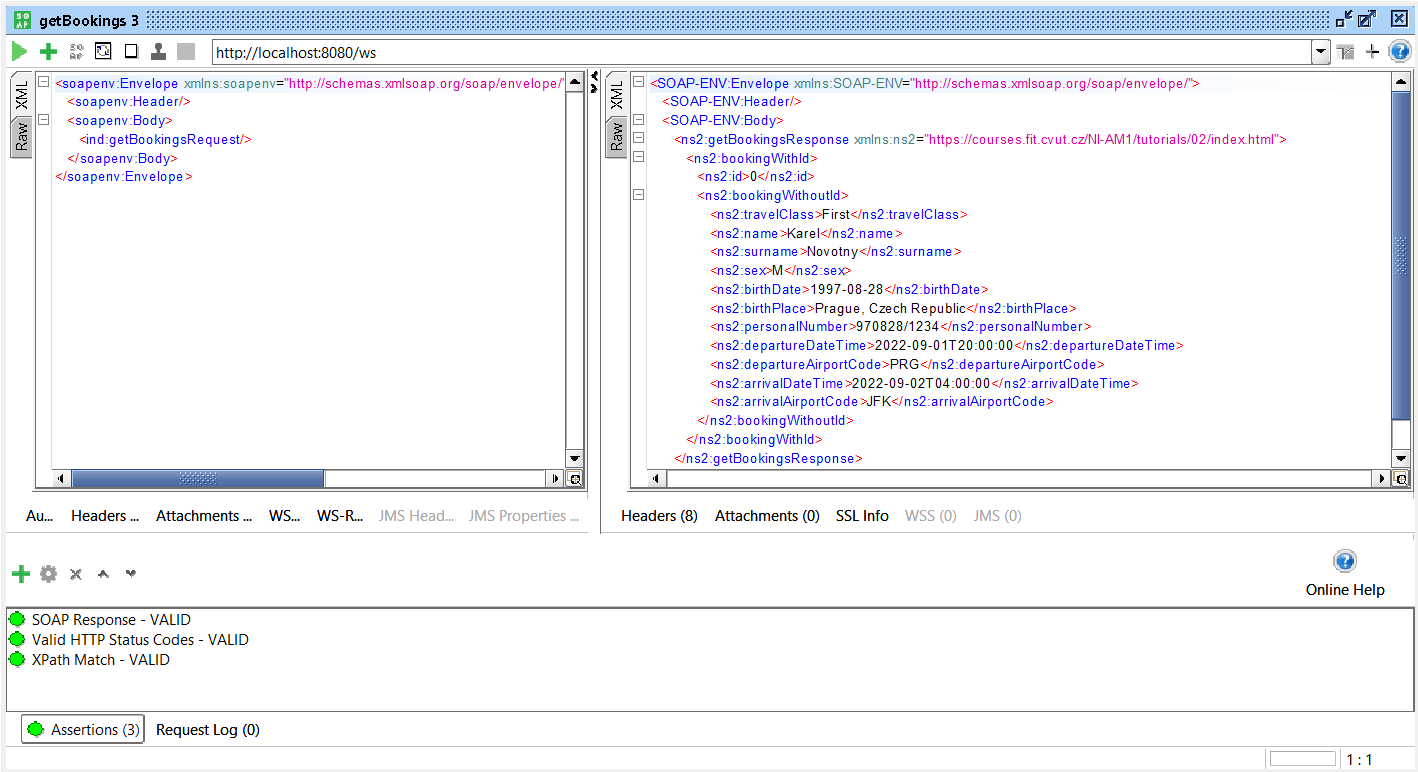 SO
AP
getBookings 3
SO
AP
http://localhost:8080/ws
XML
Raw
<soapenv:Envelope xmlns:soapenv="http://schemas.xmlsoap.org/soap/envelope/"
<soapenv:Header/>
<soapenv:Body>
<ind:getBookingsRequest/>
</soapenv:Body>
</soapenv:Envelope>
XML
Raw
<SOAP-ENV:Envelope xmlns:SOAP-ENV="http://schemas.xmlsoap.org/soap/envelope/">
<SOAP-ENV:Header/>
<SOAP-ENV:Body>
<ns2:getBookingsResponse xmlns:ns2="https://courses.fit.cvut.cz/NI-AM1/tutorials/02/index.html">
<ns2:bookingWithId>
<ns2:id>0</ns2:id>
<ns2:bookingWithoutId>
<ns2:travelClass>First</ns2:travelClass>
<ns2:name>Karel</ns2:name>
<ns2:surname>Novotny</ns2:surname>
<ns2:sex>M</ns2:sex>
<ns2:birthDate>1997-08-28</ns2:birthDate>
<ns2:birthPlace>Prague, Czech Republic</ns2:birthPlace>
<ns2:personalNumber>970828/1234</ns2:personalNumber>
<ns2:departureDateTime>2022-09-01T20:00:00</ns2:departureDateTime>
<ns2:departureAirportCode>PRG</ns2:departureAirportCode>
<ns2:arrivalDateTime>2022-09-02T04:00:00</ns2:arrivalDateTime>
<ns2:arrivalAirportCode>JFK</ns2:arrivalAirportCode>
</ns2:bookingWithoutId>
</ns2:bookingWithId>
</ns2:getBookingsResponse>
Au... Headers ... Attachments ... WS... WS-R... JMS Head... JMS Properties ...
Headers (8) Attachments (0) SSL Info WSS (0) JMS (0)
Online Help
SOAP Response - VALID
Valid HTTP Status Codes - VALID
XPath Match - VALID
Assertions (3) Request Log (0)
1 : 1